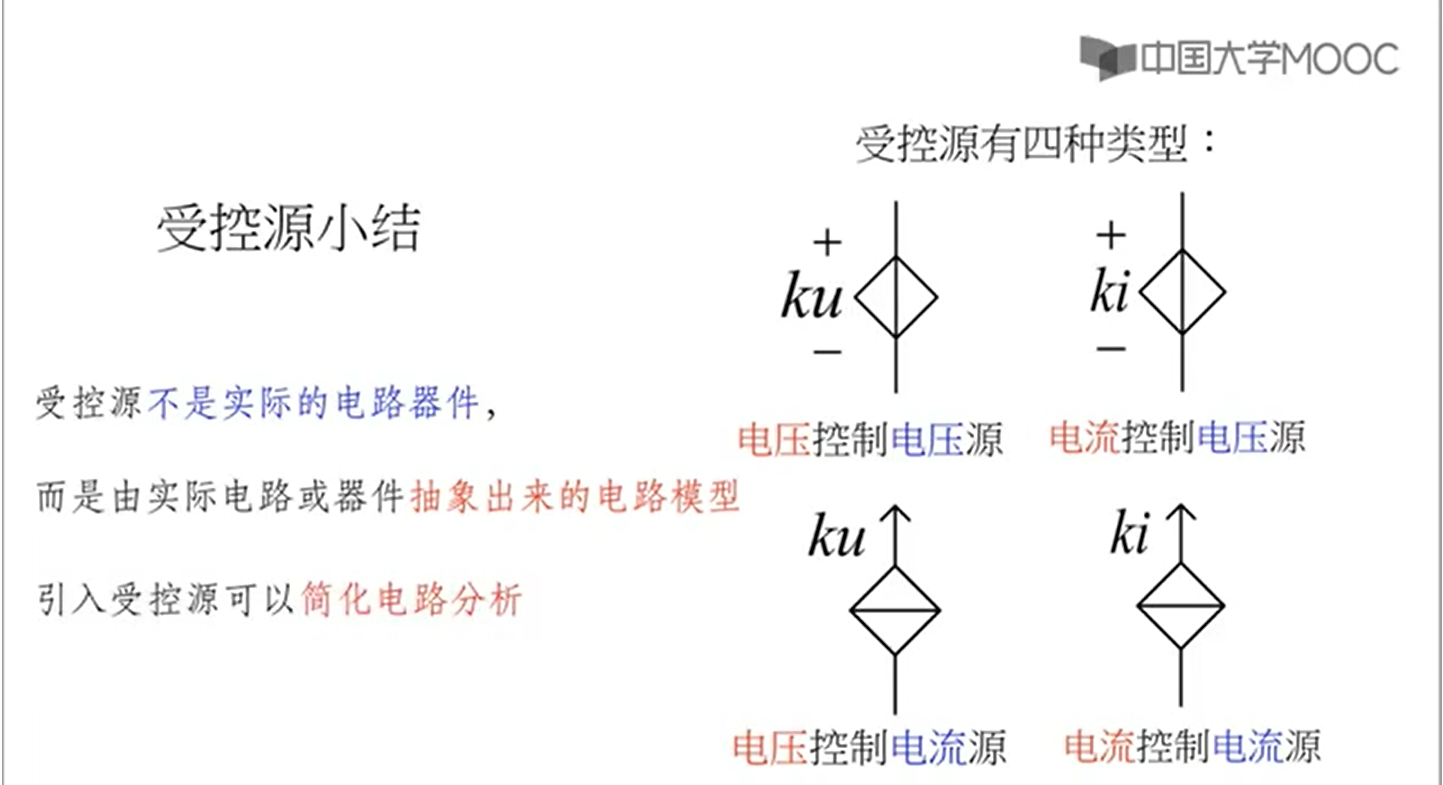 中国大学MOOC
受控源小结
受控源不是实际的电路器件，
而是由实际电路或器件抽象出来的电路模型
引入受控源可以简化电路分析
受控源有四种类型：
+
ku
−
电压控制电压源
+
ki
−
电流控制电压源
ku
电压控制电流源
ki
电流控制电流源